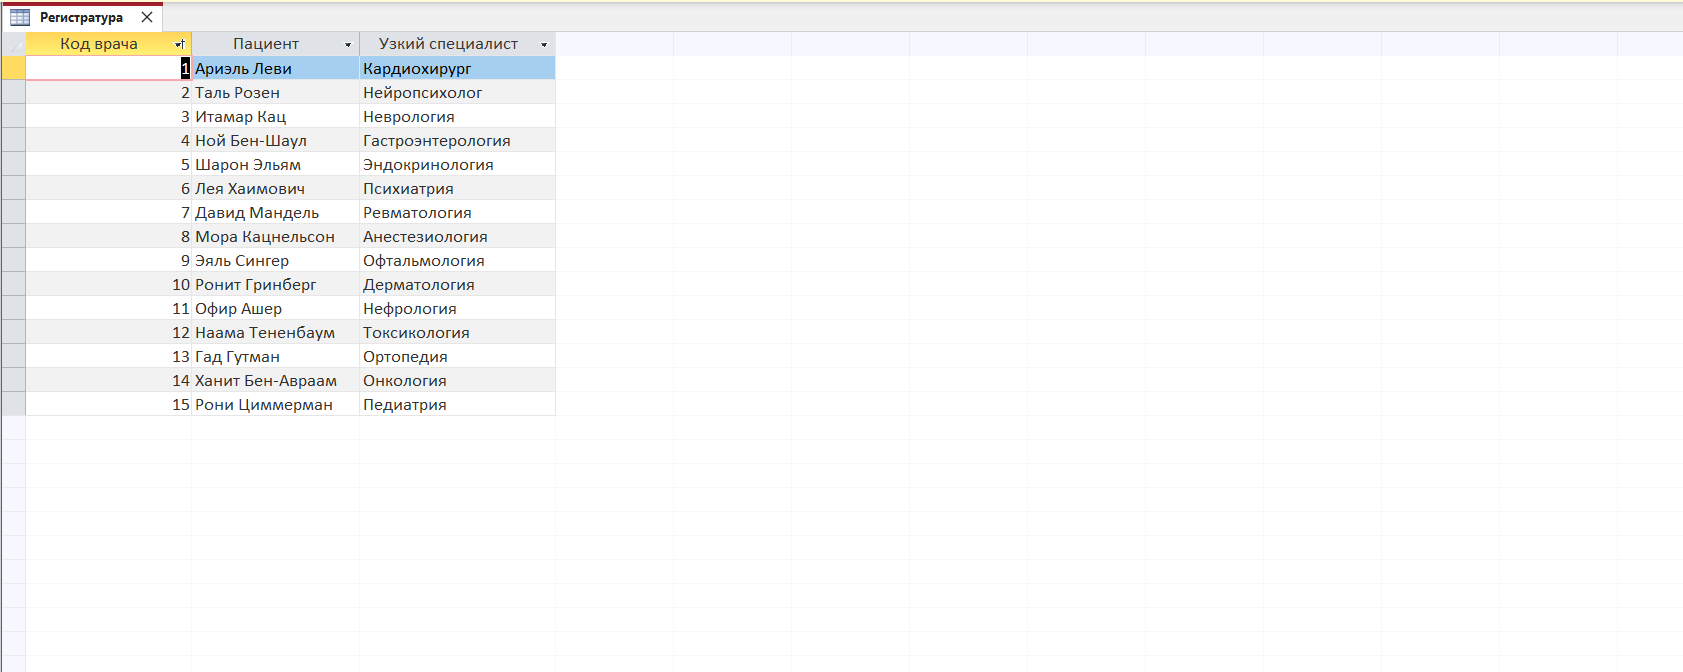 Регистратура
Код врача Пациент Узкий специалист
1 Ариэль Леви Кардиохирург
2 Таль Розен Нейропсихолог
3 Итамар Кац Неврология
4 Ной Бен-Шаул Гастроэнтерология
5 Шарон Эльям Эндокринология
6 Лея Хаимович Психиатрия
7 Давид Мандель Ревматология
8 Мора Кацнельсон Анестезиология
9 Эяль Сингер Офтальмология
10 Ронит Гринберг Дерматология
11 Офир Ашер Нефрология
12 Наама Тененбаум Токсикология
13 Гад Гутман Ортопедия
14 Ханит Бен-Авраам Онкология
15 Рони Циммерман Педиатрия